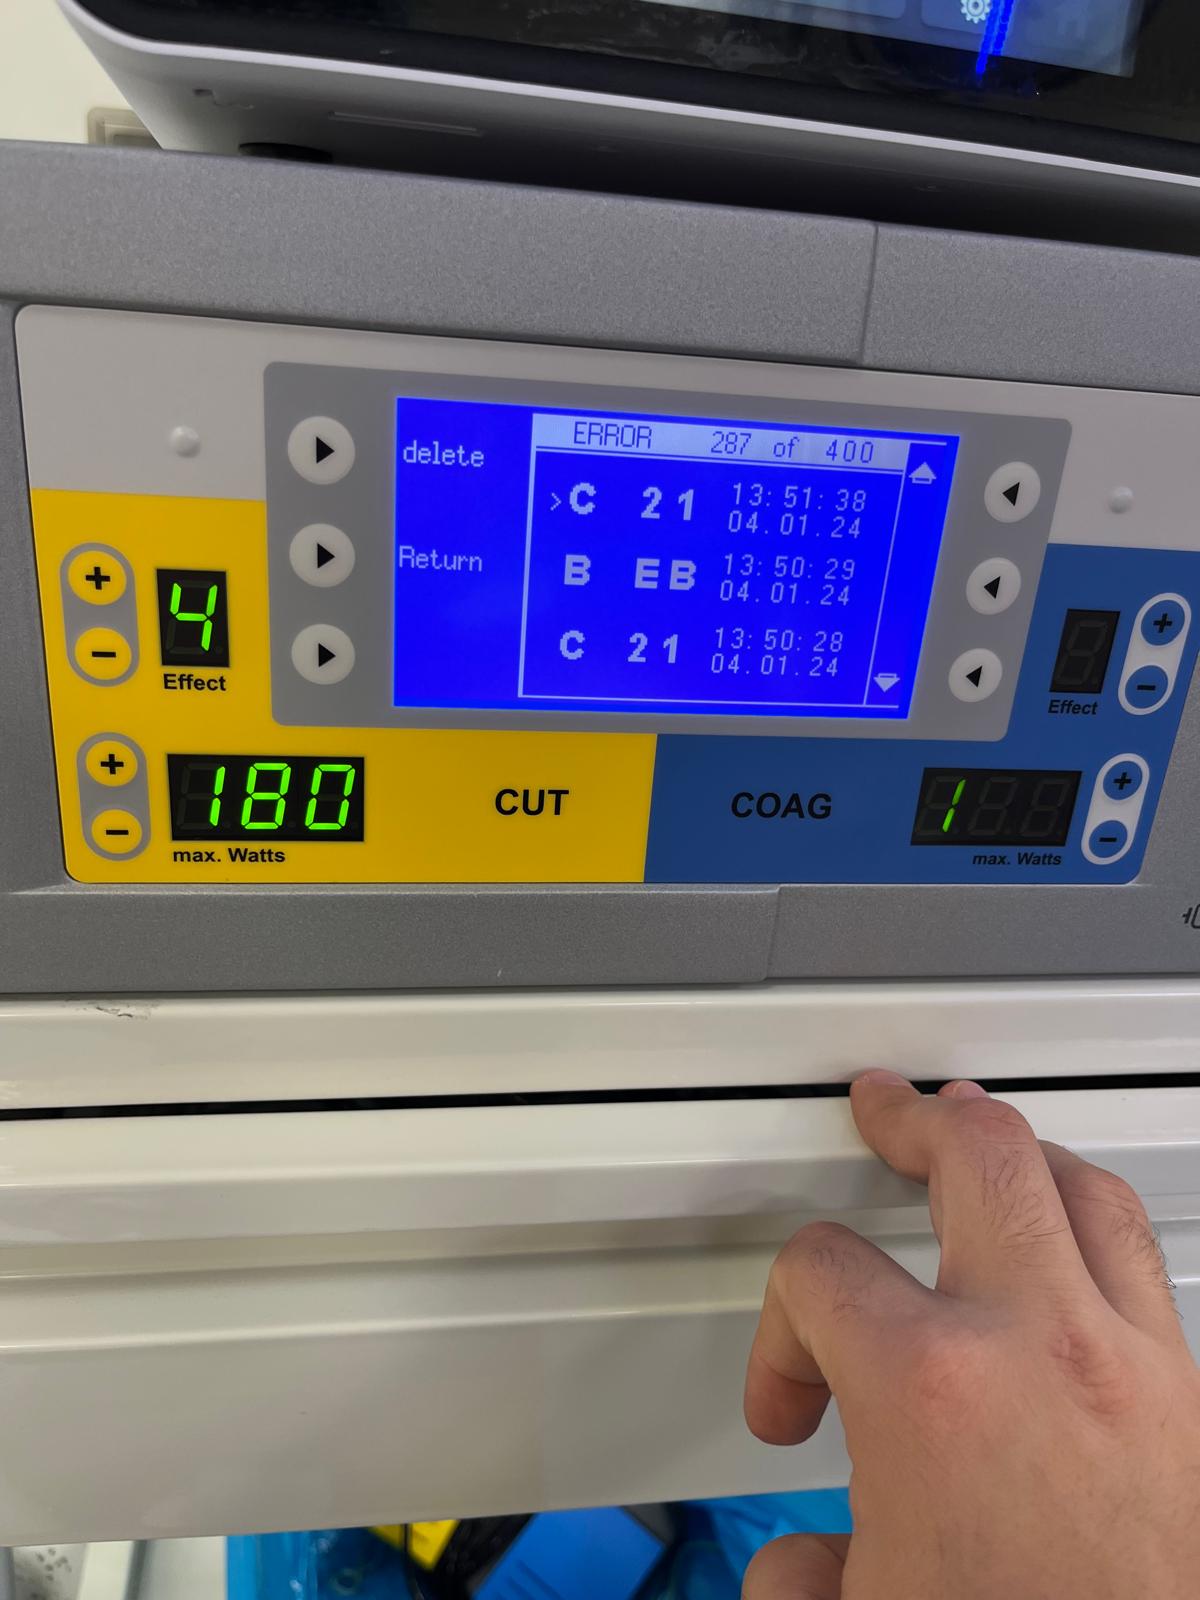 ERROR 287 of 400
delete
>C 21 13:51:38
04.01.24
Return
B EB 13:50:29
04.01.24
C 21 13:50:28
04.01.24
+
4
−
Effect
+
−
Effect
+
180
−
max. Watts
CUT
COAG
+
1
−
max. Watts